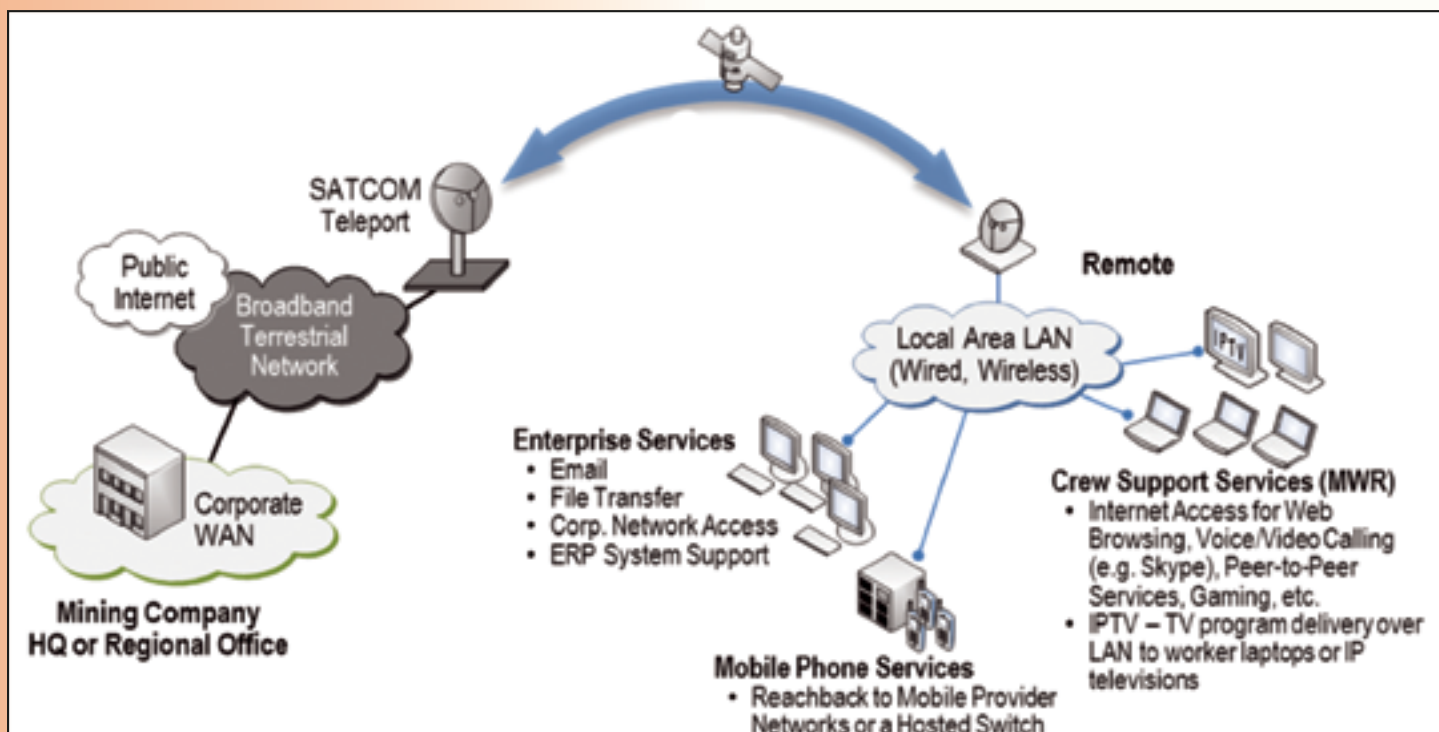 SATCOM
Teleport
Public
Internet
Broadband
Terrestrial
Network
Corporate
WAN
Mining Company
HQ or Regional Office
Remote
Local Area LAN
(Wired, Wireless)
IPTV
Enterprise Services
• Email
• File Transfer
• Corp. Network Access
• ERP System Support
Mobile Phone Services
• Reachback to Mobile Provider
Networks or a Hosted Switch
Crew Support Services (MWR)
• Internet Access for Web
Browsing, Voice/Video Calling
(e.g. Skype), Peer-to-Peer
Services, Gaming, etc.
• IPTV – TV program delivery over
LAN to worker laptops or IP
televisions